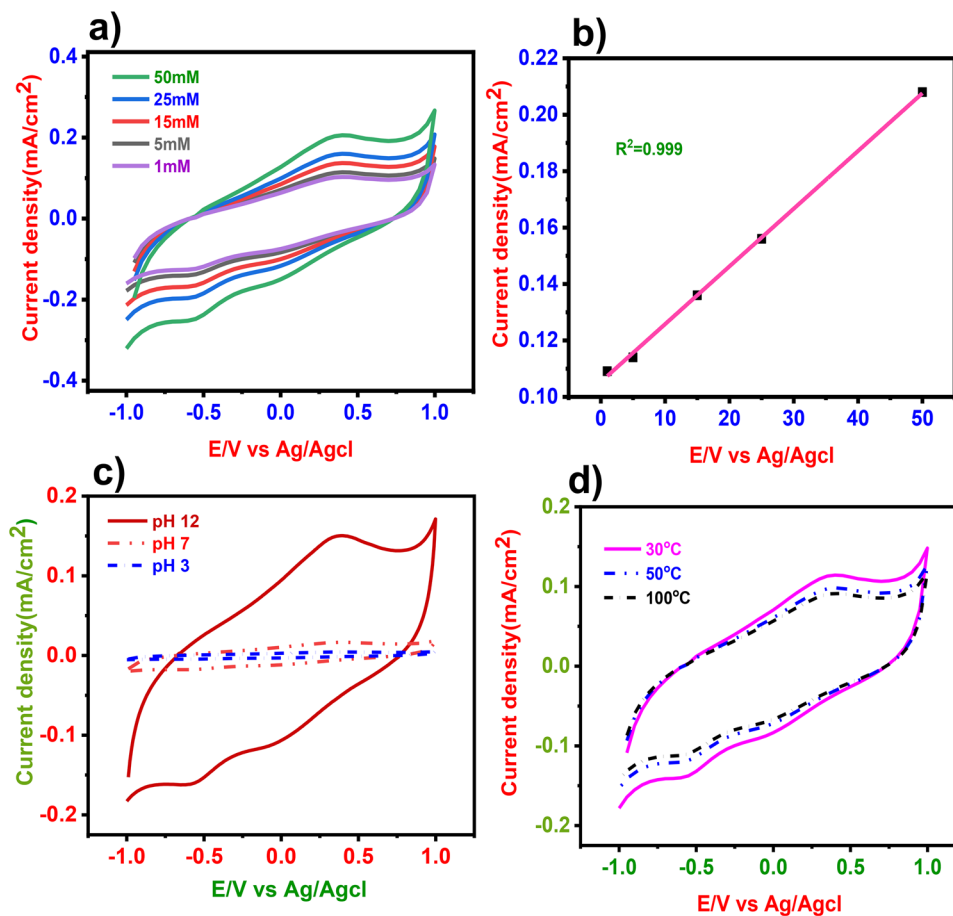 a)
Current density(mA/cm²)
0.4
0.2
0.0
-0.2
-0.4
50mM
25mM
15mM
5mM
1mM
-1.0 -0.5 0.0 0.5 1.0
E/V vs Ag/Agcl
b)
Current density(mA/cm²)
0.22
0.20
0.18
0.16
0.14
0.12
0.10
R²=0.999
0 10 20 30 40 50
E/V vs Ag/Agcl
c)
Current density(mA/cm²)
0.2
0.1
0.0
-0.1
-0.2
pH 12
pH 7
pH 3
-1.0 -0.5 0.0 0.5 1.0
E/V vs Ag/Agcl
d)
Current density(mA/cm²)
0.2
0.1
0.0
-0.1
-0.2
30°C
50°C
100°C
-1.0 -0.5 0.0 0.5 1.0
E/V vs Ag/Agcl